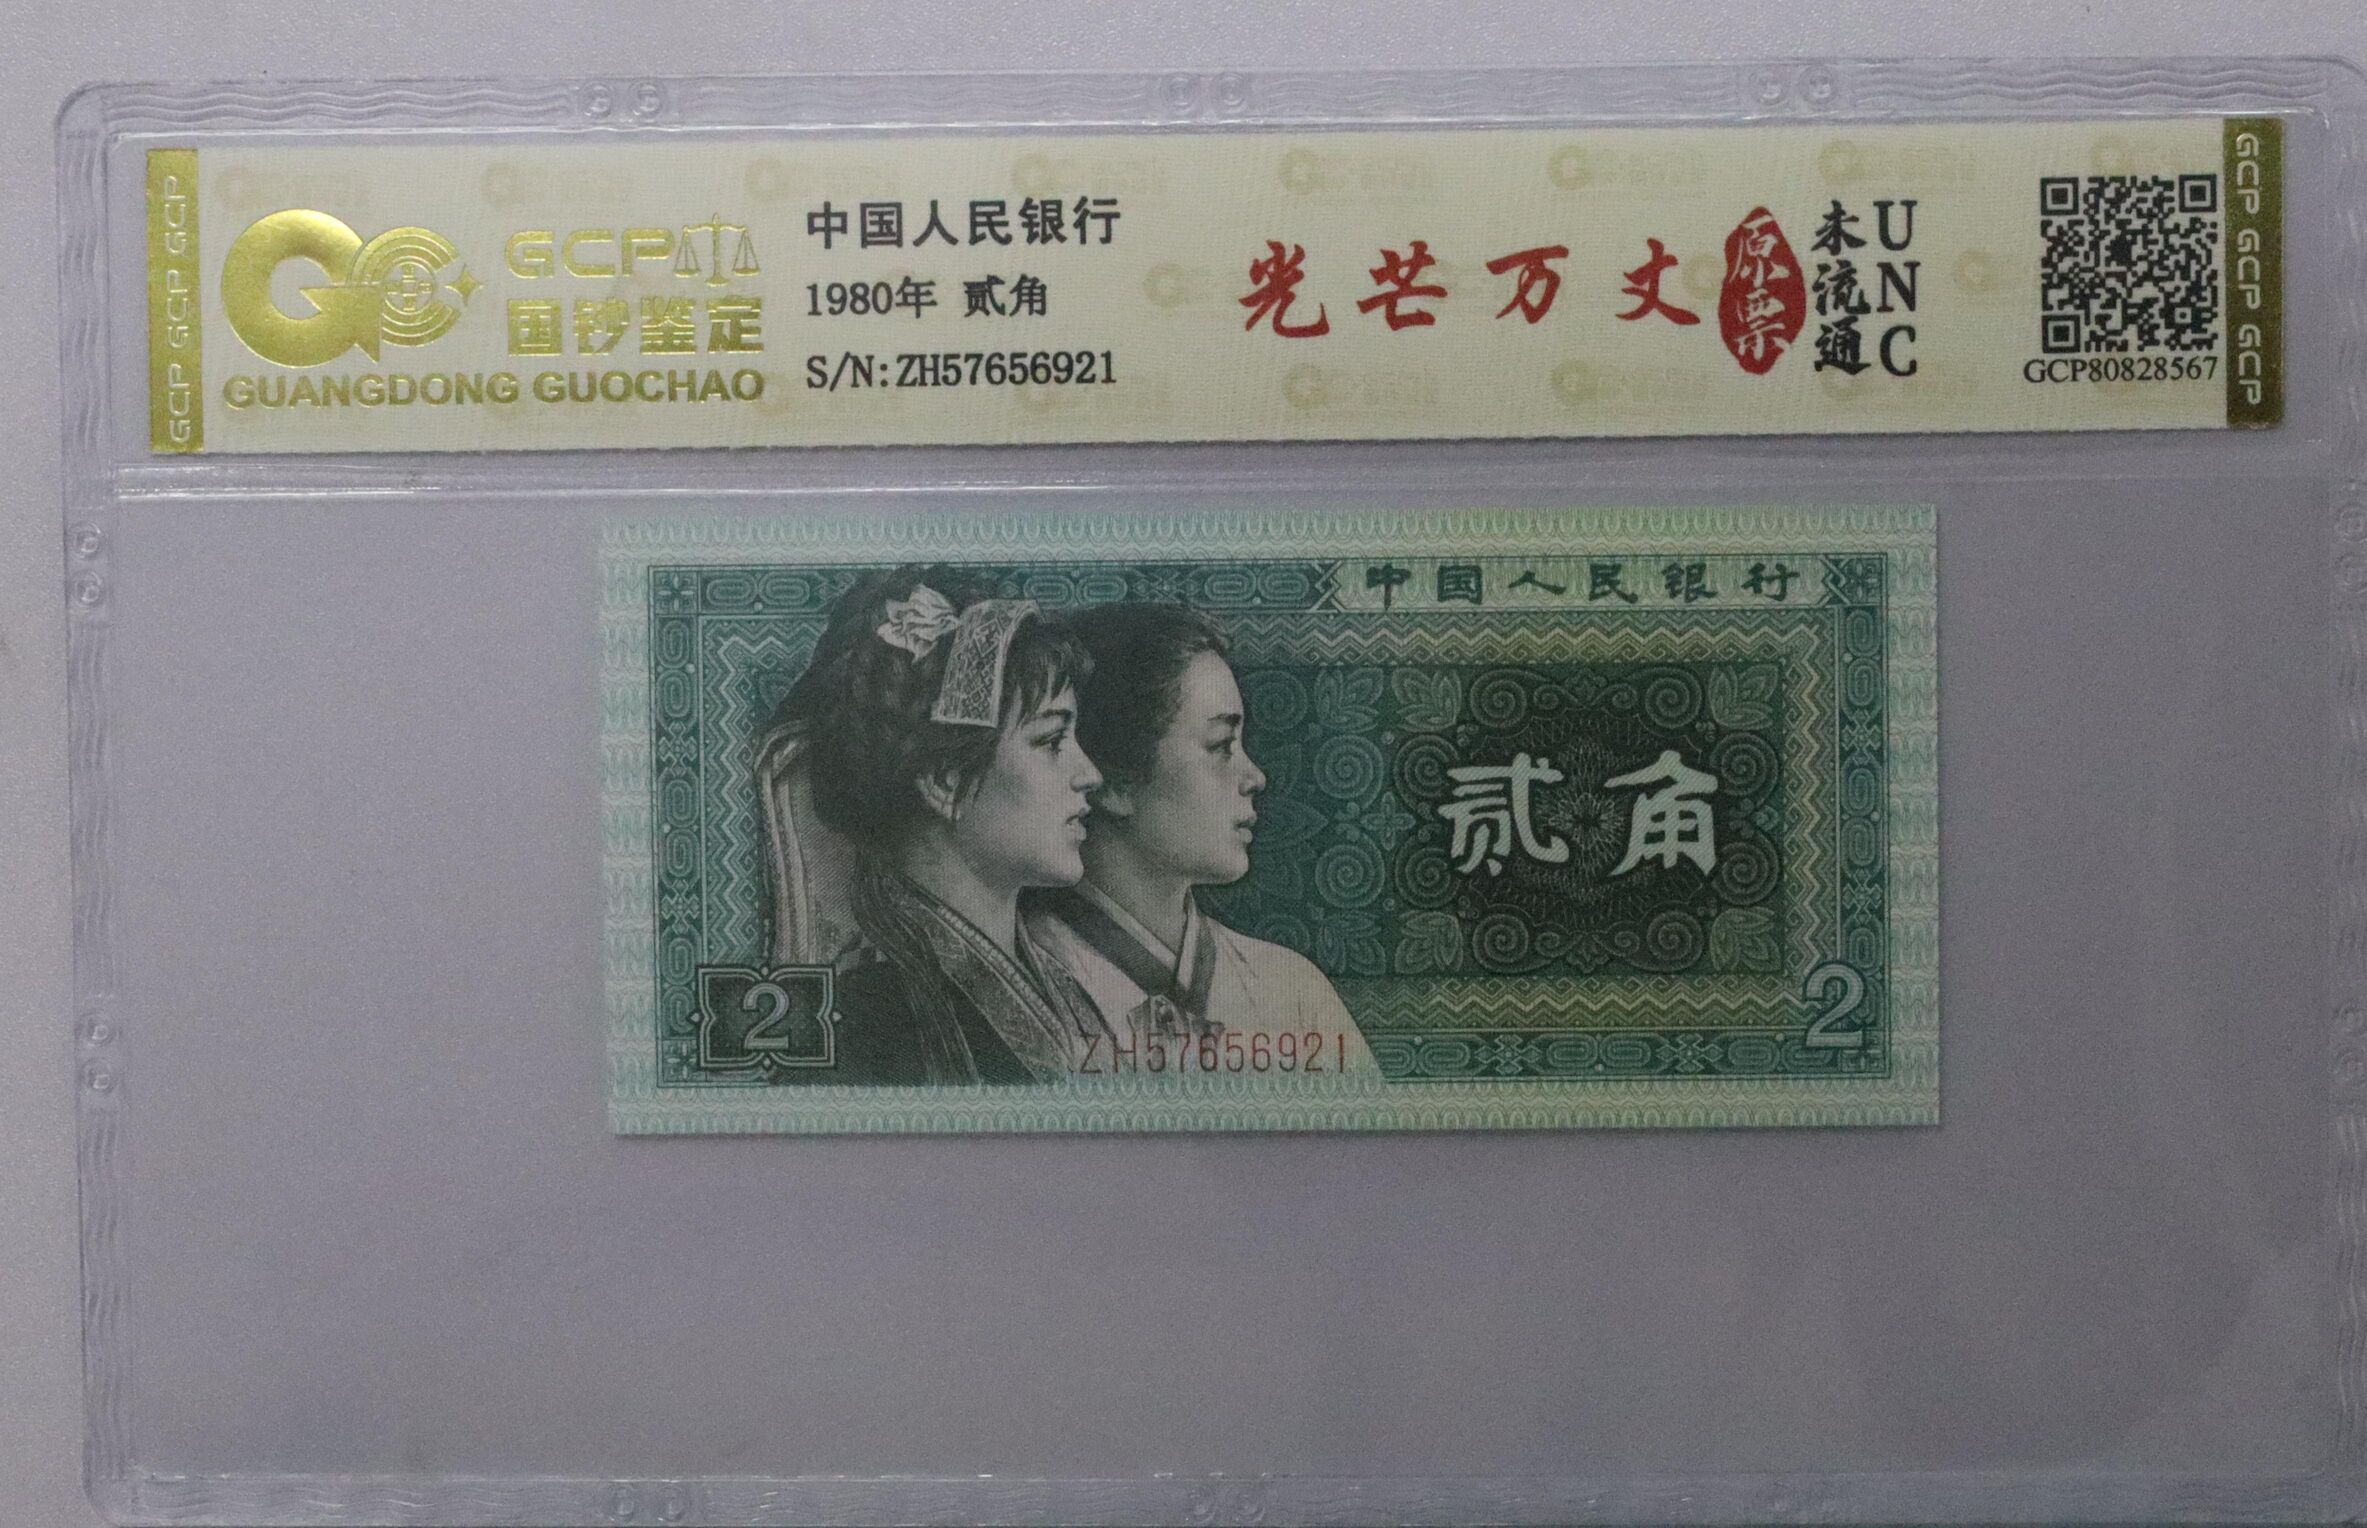 GCP GCP GCP
GCP
国钞鉴定
GUANGDONG GUOCHAO
中国人民银行
1980年 贰角
S/N:ZH57656921
光芒万丈
原票
未流通
UNC
GCP80828567
GCP GCP GCP
中国人民银行
贰角
2
ZH57656921
2